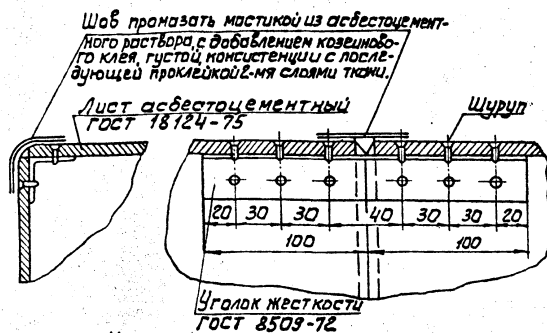 Шов промазать мастикой из асбестоцемент-
ного раствора, с добавлением козеиново-
го клея, густой консистенции с после-
дующей проклейкой 2-мя слоями ткани.
Лист асбестоцементный
ГОСТ 18124-75
Шуруп
20 30 30 40 30 30 20
100 100
Уголок жесткости
ГОСТ 8509-72